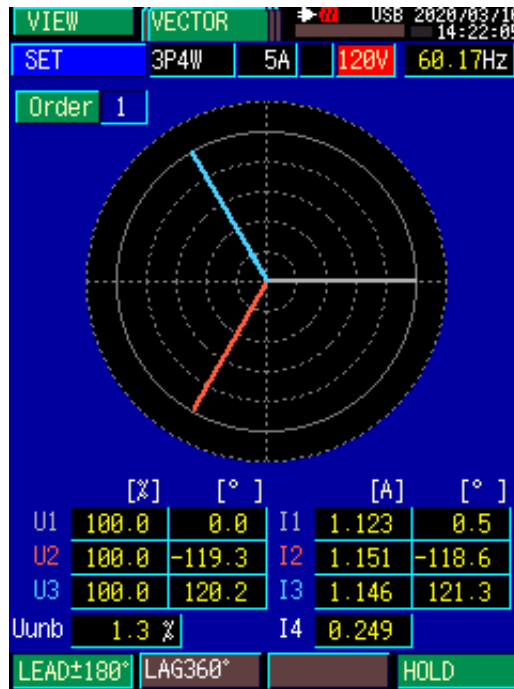 VIEW VECTOR USB 2020/03/10
14:22:05
SET 3P4W 5A 120V 60.17Hz
Order 1
[%] [° ] [A] [° ]
U1 100.0 0.0 I1 1.123 0.5
U2 100.0 -119.3 I2 1.151 -118.6
U3 100.0 120.2 I3 1.146 121.3
Uunb 1.3 % I4 0.249
LEAD±180° LAG360° HOLD